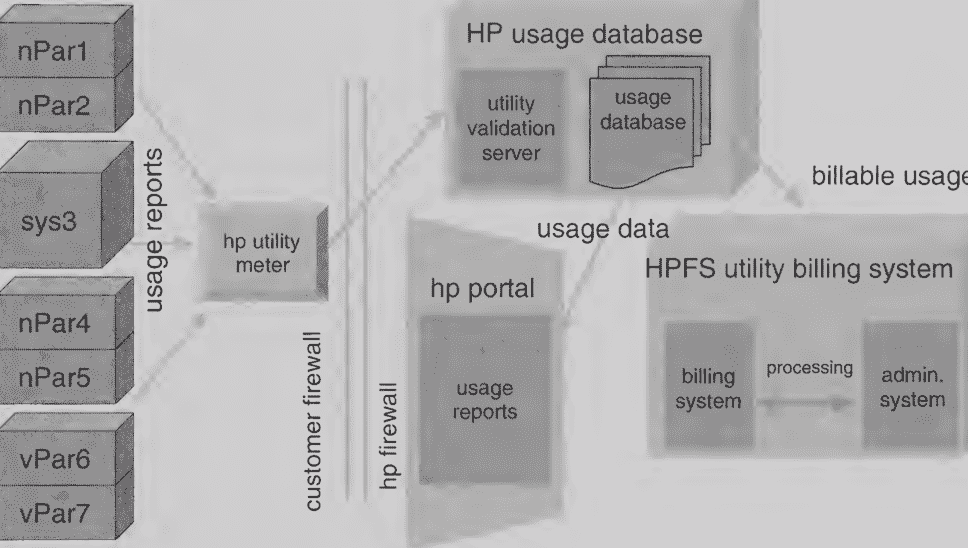 nPar1
nPar2
sys3
nPar4
nPar5
vPar6
vPar7
usage reports
hp utility
meter
customer firewall
hp firewall
HP usage database
utility
validation
server
usage
database
usage data
hp portal
usage
reports
billable usage
HPFS utility billing system
billing
system
processing
admin.
system